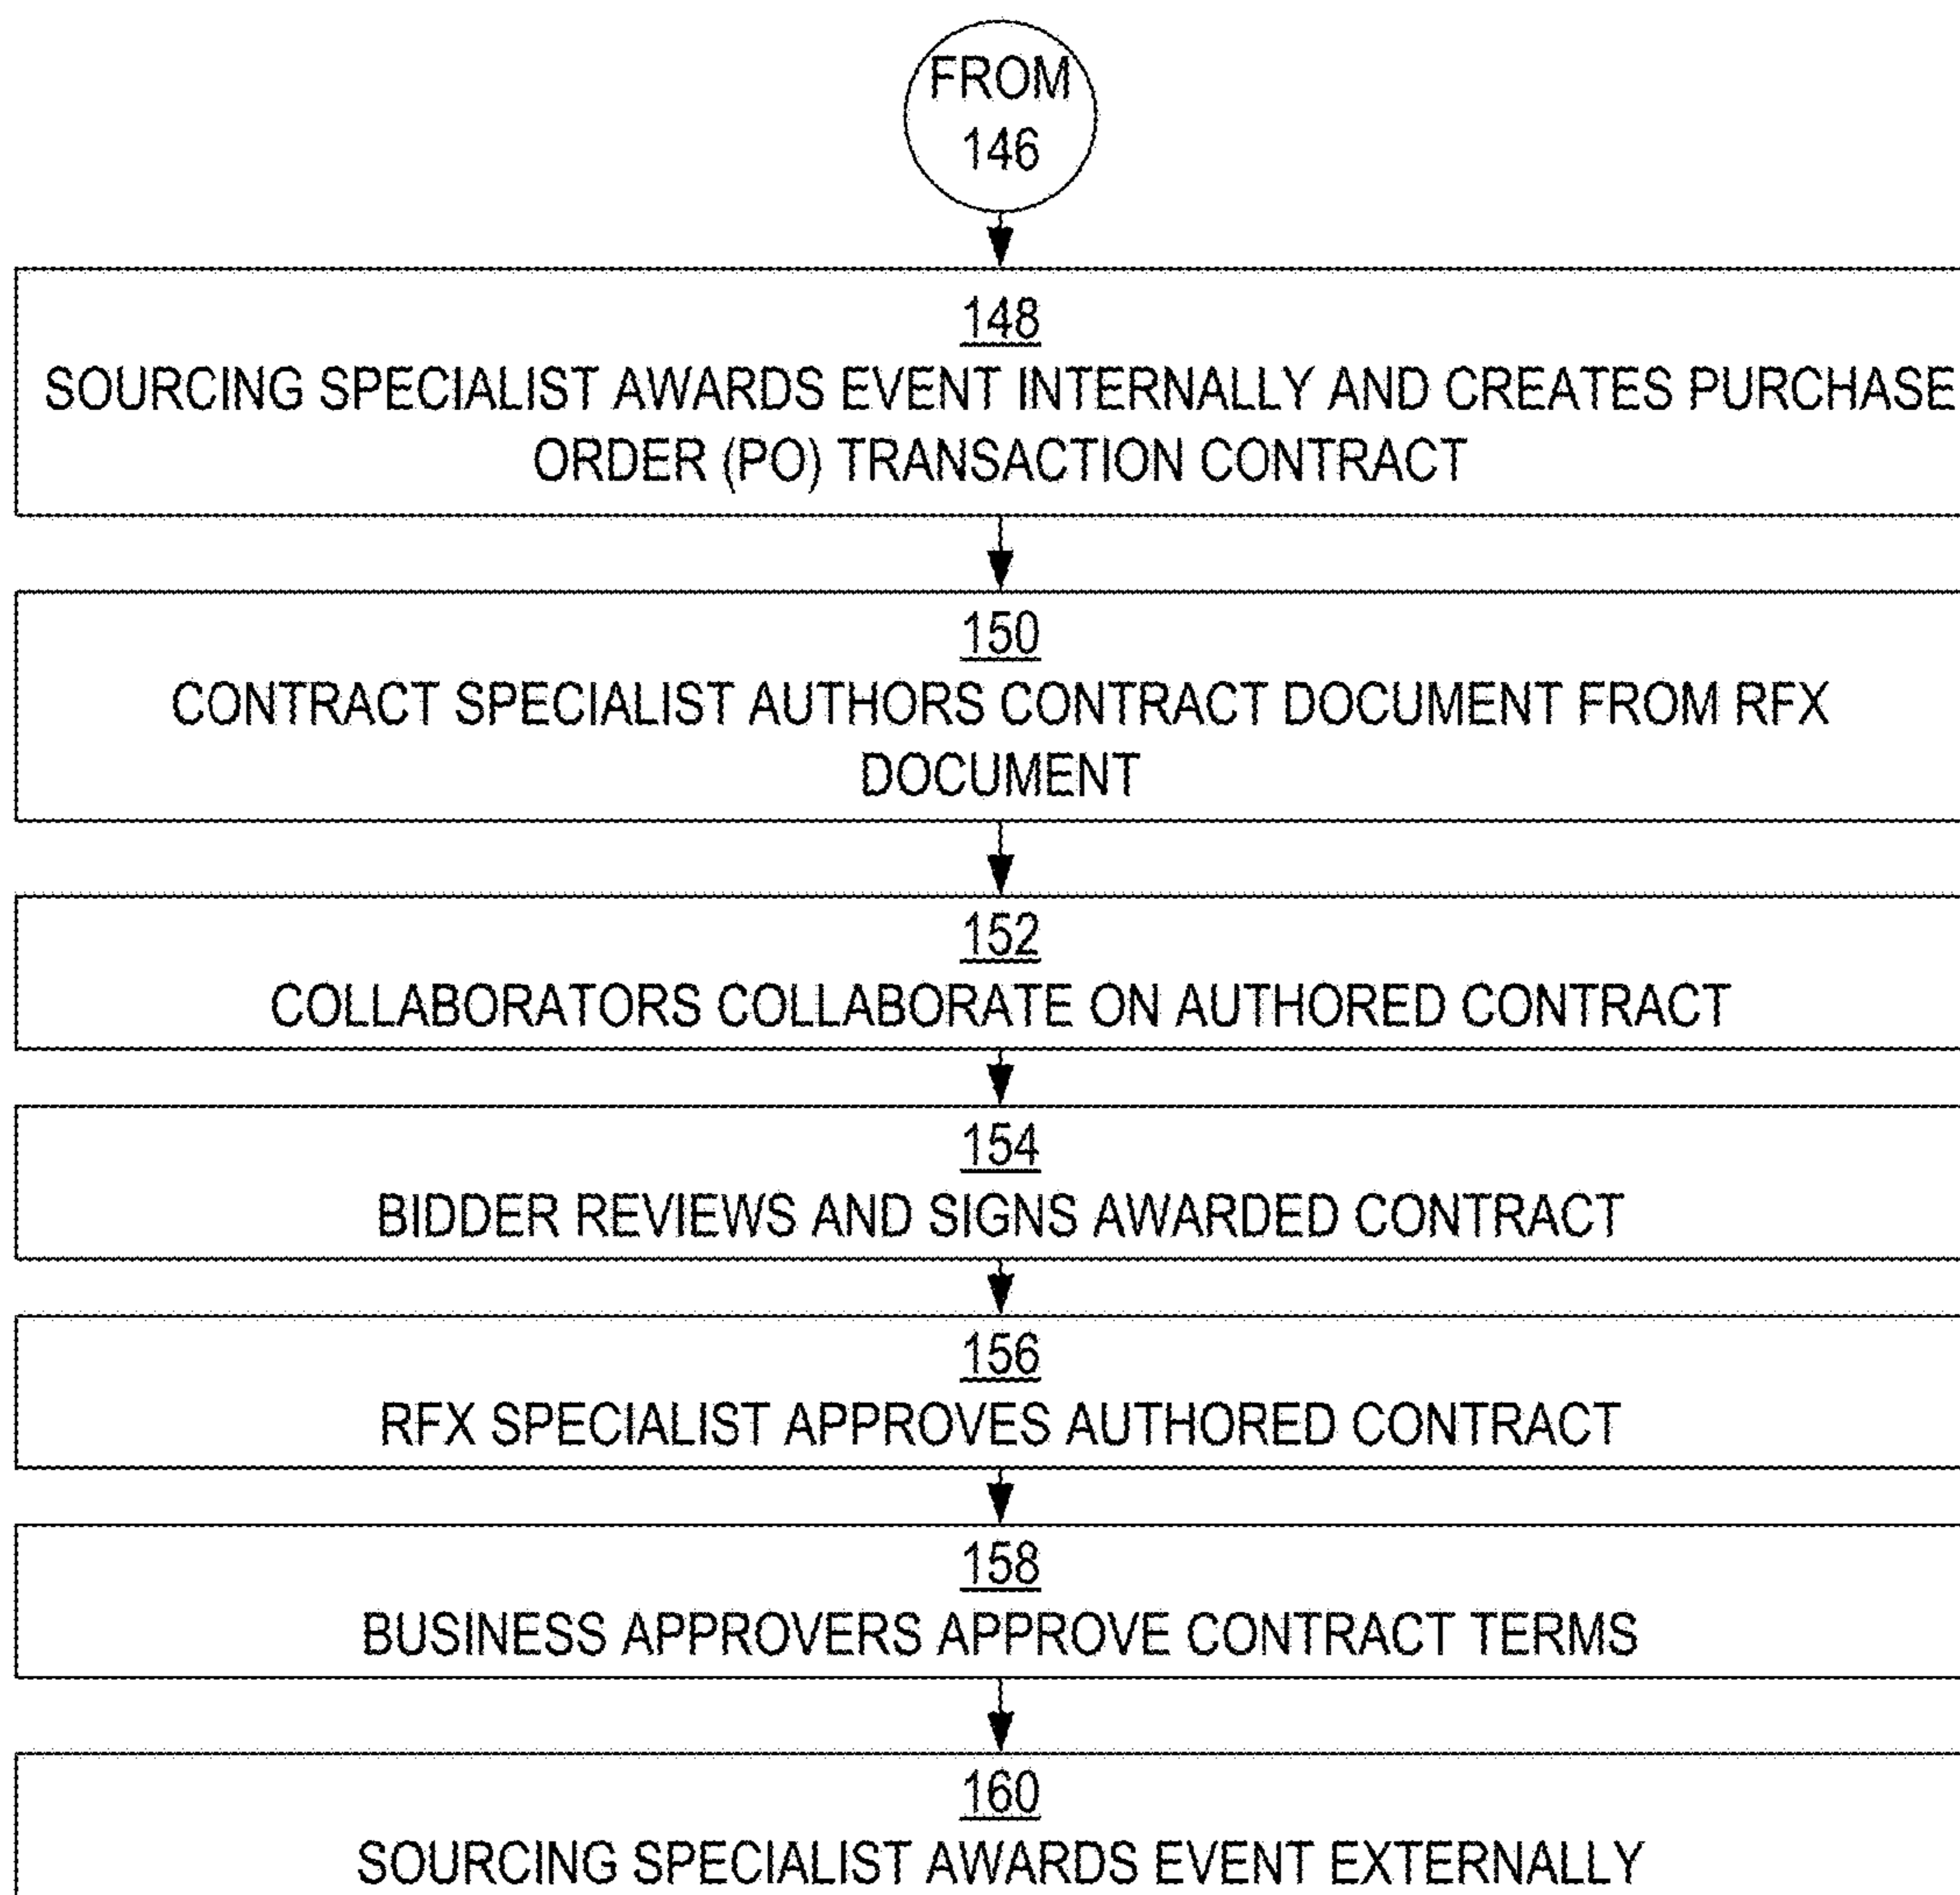 FROM
146
148
SOURCING SPECIALIST AWARDS EVENT INTERNALLY AND CREATES PURCHASE
ORDER (PO) TRANSACTION CONTRACT
150
CONTRACT SPECIALIST AUTHORS CONTRACT DOCUMENT FROM RFX
DOCUMENT
152
COLLABORATORS COLLABORATE ON AUTHORED CONTRACT
154
BIDDER REVIEWS AND SIGNS AWARDED CONTRACT
156
RFX SPECIALIST APPROVES AUTHORED CONTRACT
158
BUSINESS APPROVERS APPROVE CONTRACT TERMS
160
SOURCING SPECIALIST AWARDS EVENT EXTERNALLY